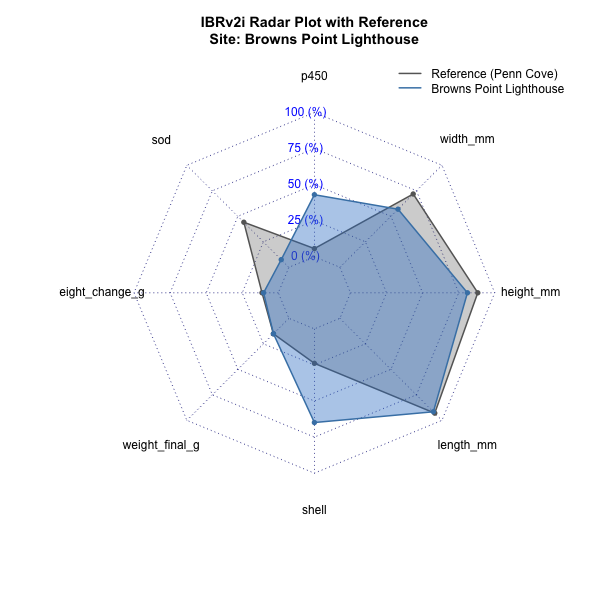 IBRv2i Radar Plot with Reference
Site: Browns Point Lighthouse
p450
Reference (Penn Cove)
Browns Point Lighthouse
100 (%)
sod
width_mm
75 (%)
50 (%)
25 (%)
0 (%)
eight_change_g
height_mm
weight_final_g
length_mm
shell